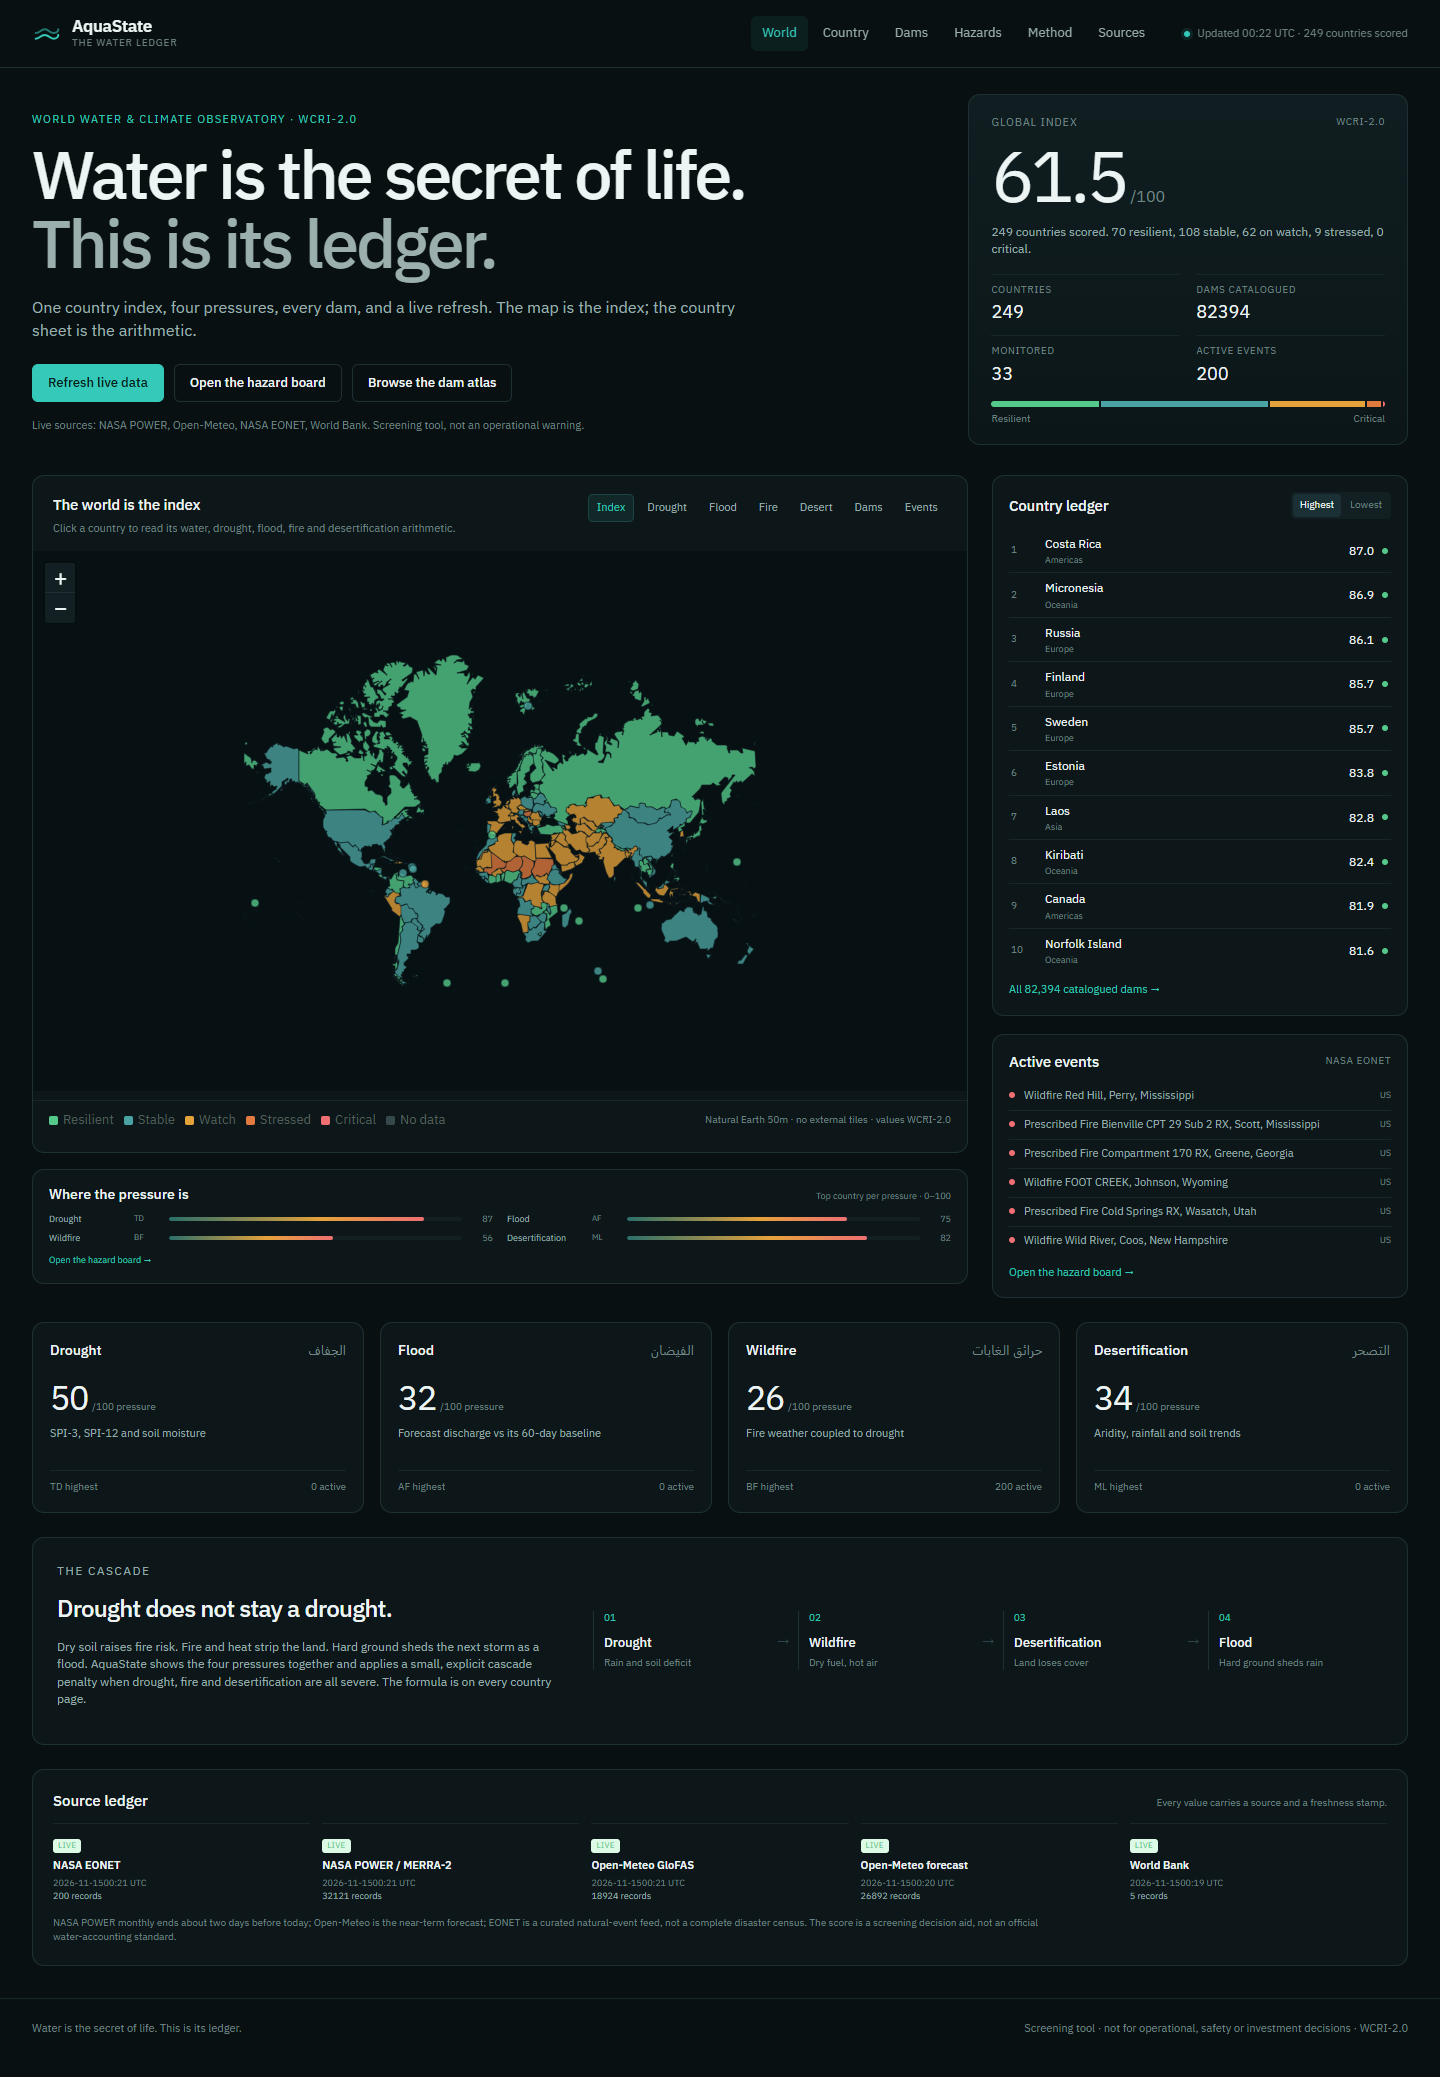 AquaState
THE WATER LEDGER
World
Country
Dams
Hazards
Method
Sources
Updated 00:22 UTC · 249 countries scored
WORLD WATER & CLIMATE OBSERVATORY · WCRI-2.0
Water is the secret of life.
This is its ledger.
One country index, four pressures, every dam, and a live refresh. The map is the index; the country
sheet is the arithmetic.
Refresh live data
Open the hazard board
Browse the dam atlas
Live sources: NASA POWER, Open-Meteo, NASA EONET, World Bank. Screening tool, not an operational warning.
GLOBAL INDEX
WCRI-2.0
61.5 /100
249 countries scored. 70 resilient, 108 stable, 62 on watch, 9 stressed, 0
critical.
COUNTRIES
249
DAMS CATALOGUED
82394
MONITORED
33
ACTIVE EVENTS
200
Resilient
Critical
The world is the index
Click a country to read its water, drought, flood, fire and desertification arithmetic.
Index
Drought
Flood
Fire
Desert
Dams
Events
+
−
Resilient
Stable
Watch
Stressed
Critical
No data
Natural Earth 50m · no external tiles · values WCRI-2.0
Country ledger
Highest
Lowest
1 Costa Rica 87.0
Americas
2 Micronesia 86.9
Oceania
3 Russia 86.1
Europe
4 Finland 85.7
Europe
5 Sweden 85.7
Europe
6 Estonia 83.8
Europe
7 Laos 82.8
Asia
8 Kiribati 82.4
Oceania
9 Canada 81.9
Americas
10 Norfolk Island 81.6
Oceania
All 82,394 catalogued dams →
Where the pressure is
Top country per pressure · 0–100
Drought TD 87
Flood AF 75
Wildfire BF 56
Desertification ML 82
Open the hazard board →
Active events
NASA EONET
Wildfire Red Hill, Perry, Mississippi US
Prescribed Fire Bienville CPT 29 Sub 2 RX, Scott, Mississippi US
Prescribed Fire Compartment 170 RX, Greene, Georgia US
Wildfire FOOT CREEK, Johnson, Wyoming US
Prescribed Fire Cold Springs RX, Wasatch, Utah US
Wildfire Wild River, Coos, New Hampshire US
Open the hazard board →
Drought
الجفاف
50 /100 pressure
SPI-3, SPI-12 and soil moisture
TD highest
0 active
Flood
الفيضان
32 /100 pressure
Forecast discharge vs its 60-day baseline
AF highest
0 active
Wildfire
حرائق الغابات
26 /100 pressure
Fire weather coupled to drought
BF highest
200 active
Desertification
التصحر
34 /100 pressure
Aridity, rainfall and soil trends
ML highest
0 active
THE CASCADE
Drought does not stay a drought.
Dry soil raises fire risk. Fire and heat strip the land. Hard ground sheds the next storm as a
flood. AquaState shows the four pressures together and applies a small, explicit cascade
penalty when drought, fire and desertification are all severe. The formula is on every country
page.
01
Drought
Rain and soil deficit
→
02
Wildfire
Dry fuel, hot air
→
03
Desertification
Land loses cover
→
04
Flood
Hard ground sheds rain
Source ledger
Every value carries a source and a freshness stamp.
LIVE
NASA EONET
2026-11-1500:21 UTC
200 records
LIVE
NASA POWER / MERRA-2
2026-11-1500:21 UTC
32121 records
LIVE
Open-Meteo GloFAS
2026-11-1500:21 UTC
18924 records
LIVE
Open-Meteo forecast
2026-11-1500:20 UTC
26892 records
LIVE
World Bank
2026-11-1500:19 UTC
5 records
NASA POWER monthly ends about two days before today; Open-Meteo is the near-term forecast; EONET is a curated natural-event feed, not a complete disaster census. The score is a screening decision aid, not an official
water-accounting standard.
Water is the secret of life. This is its ledger.
Screening tool · not for operational, safety or investment decisions · WCRI-2.0